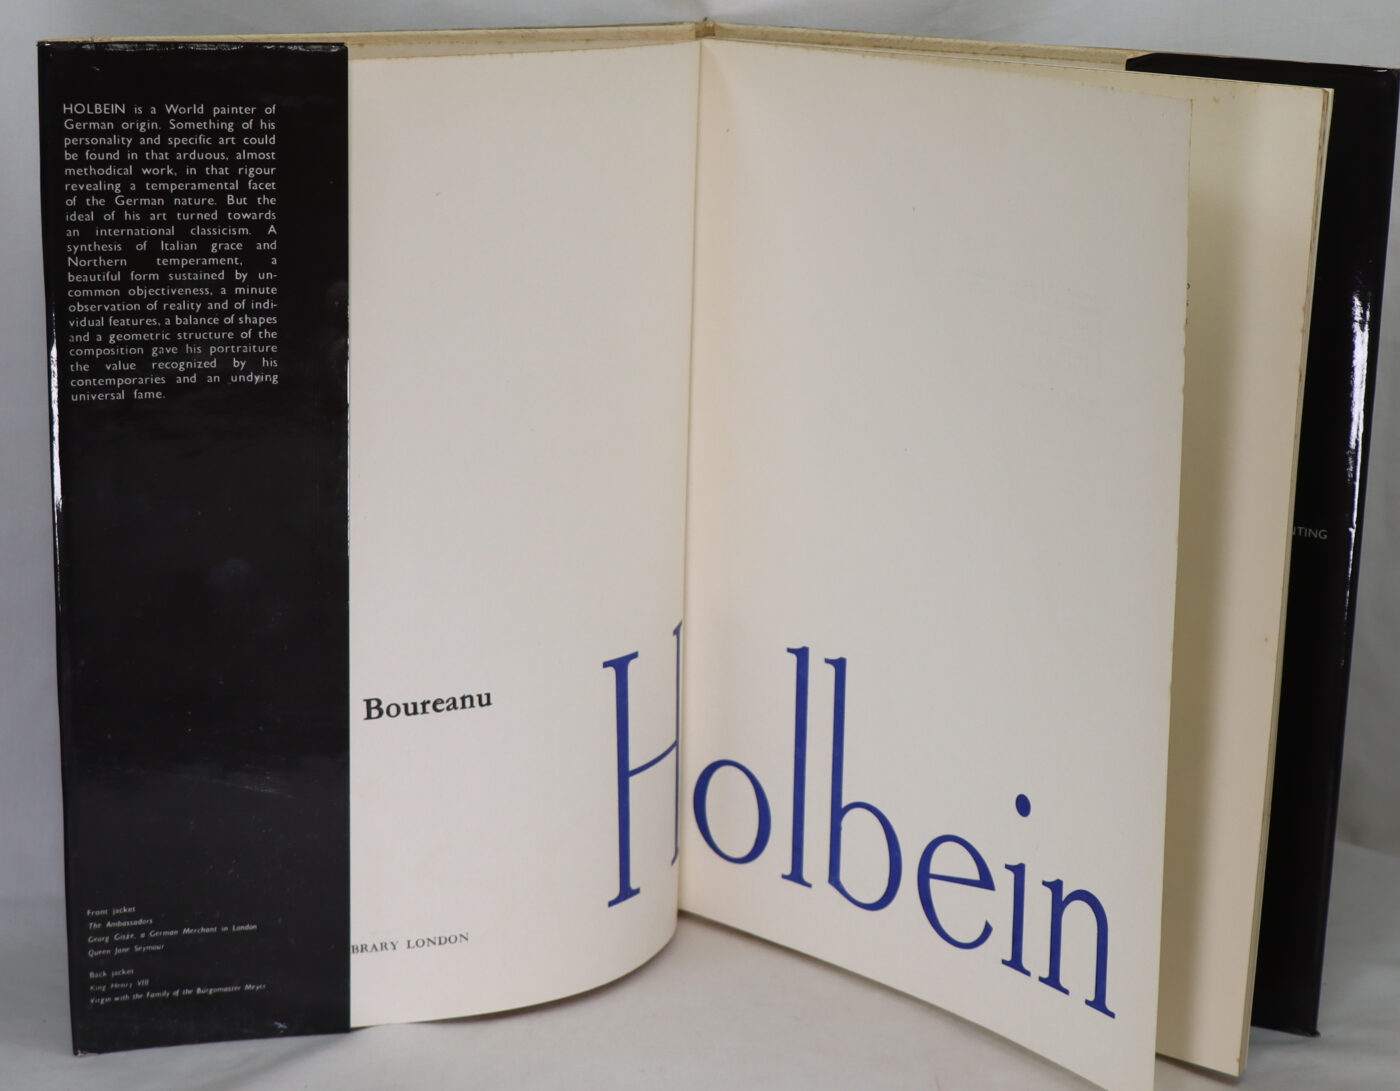 HOLBEIN is a World painter of
German origin. Something of his
personality and specific art could
be found in that arduous, almost
methodical work, in that rigour
revealing a temperamental facet
of the German nature. But the
ideal of his art turned towards
an international classicism. A
synthesis of Italian grace and
Northern temperament, a
beautiful form sustained by un-
common objectiveness, a minute
observation of reality and of indi-
vidual features, a balance of shapes
and a geometric structure of the
composition gave his portraiture
the value recognized by his
contemporaries and an undying
universal fame.
Front jacket
The Ambassadors
Georg Gisze, a German Merchant in London
Queen Jane Seymour
Back jacket
King Henry VIII
Virgin with the Family of the Burgomaster Meyer
Boureanu
BRARY LONDON
Holbein
NTING